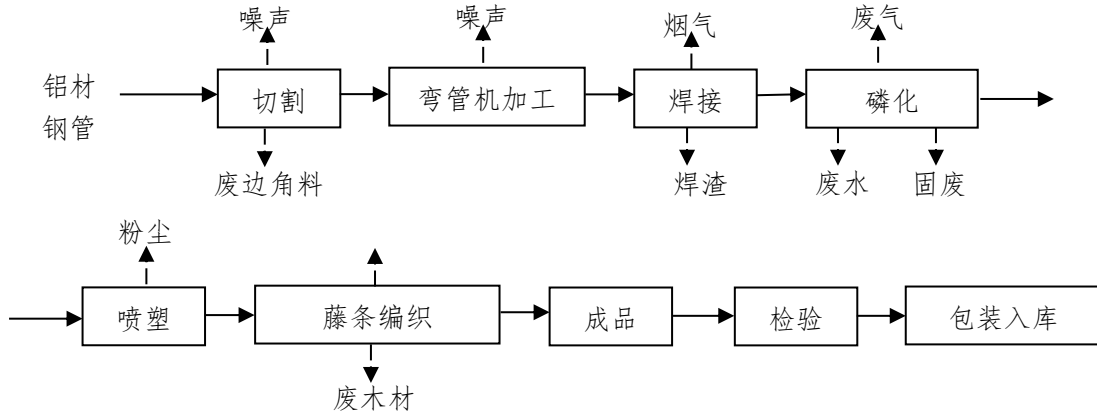 噪声
噪声
烟气
废气
铝材
钢管
切割
弯管机加工
焊接
磷化
废边角料
焊渣
废水
固废
粉尘
喷塑
藤条编织
成品
检验
包装入库
废木材